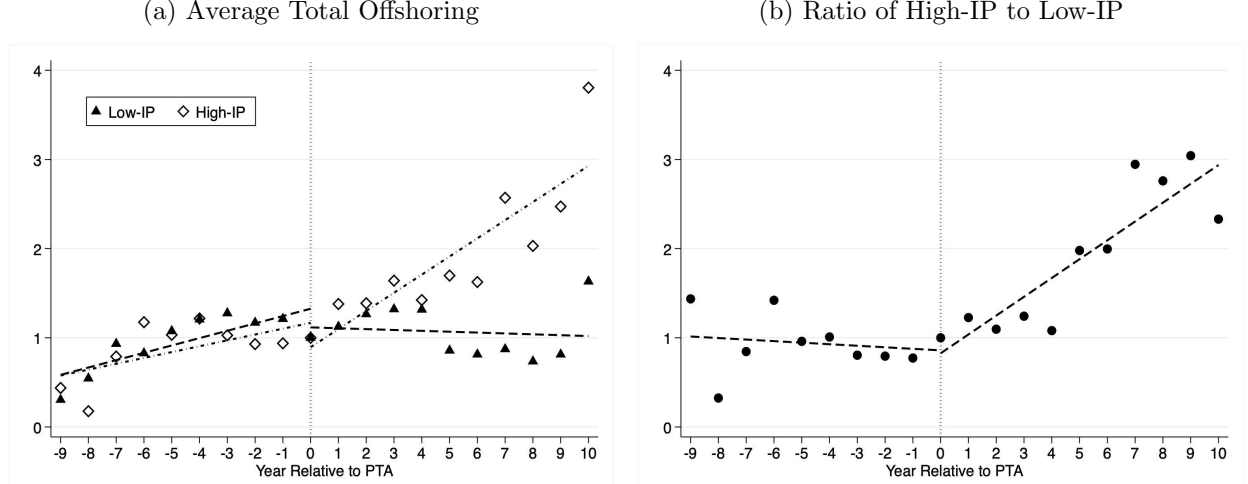 (a) Average Total Offshoring
4
3
2
1
0
Low-IP High-IP
-9 -8 -7 -6 -5 -4 -3 -2 -1 0 1 2 3 4 5 6 7 8 9 10
Year Relative to PTA
(b) Ratio of High-IP to Low-IP
4
3
2
1
0
-9 -8 -7 -6 -5 -4 -3 -2 -1 0 1 2 3 4 5 6 7 8 9 10
Year Relative to PTA